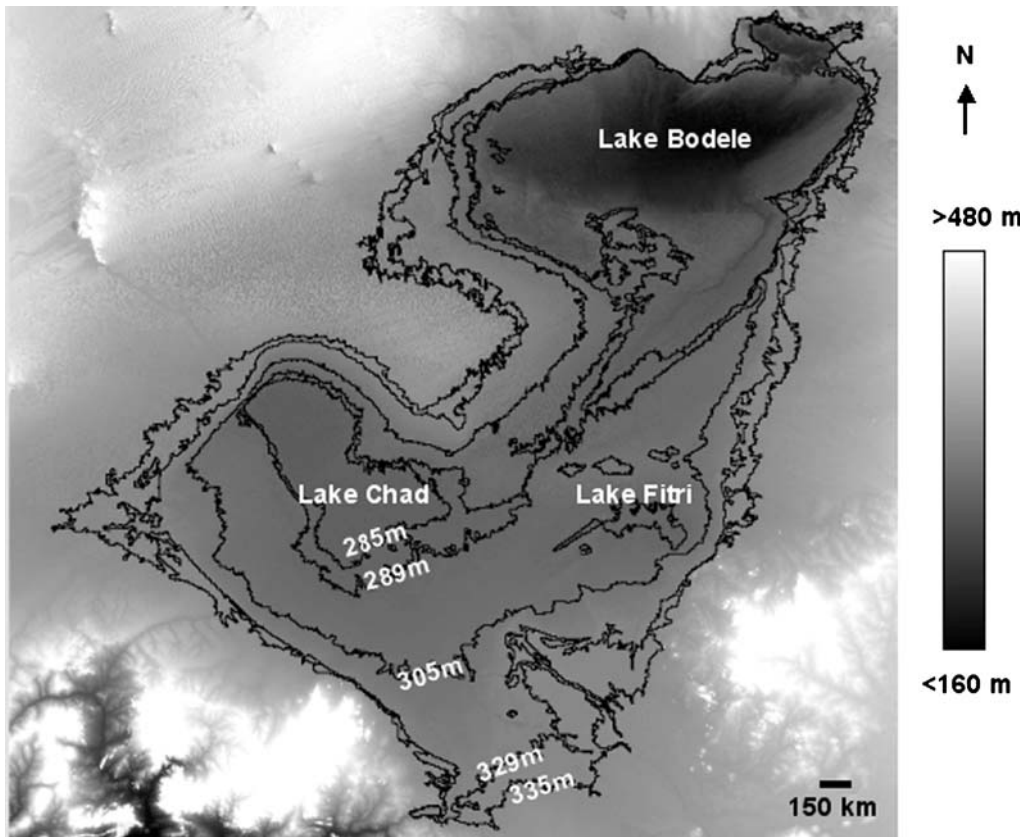 N
Lake Bodele
>480 m
Lake Chad
Lake Fitri
285m
289m
305m
<160 m
329m
335m
150 km